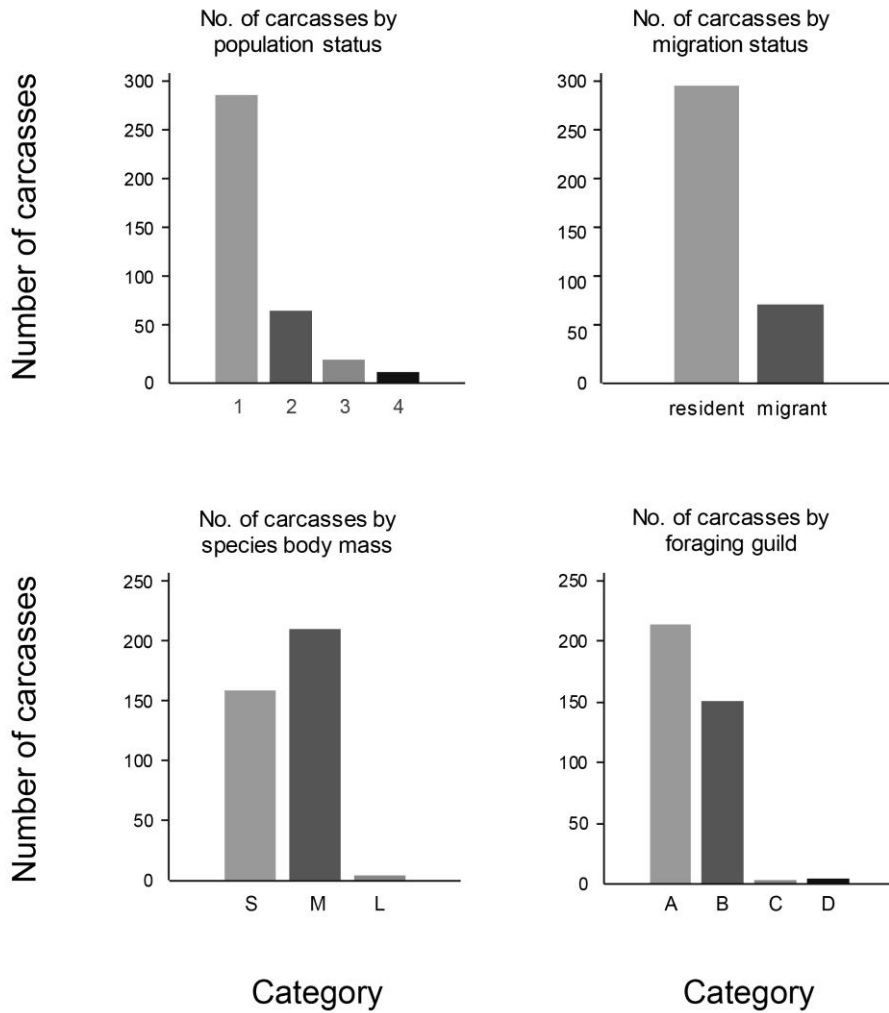 No. of carcasses by
population status
Number of carcasses
300
250
200
150
100
50
0
1 2 3 4
No. of carcasses by
migration status
300
250
200
150
100
50
0
resident migrant
No. of carcasses by
species body mass
Number of carcasses
250
200
150
100
50
0
S M L
Category
No. of carcasses by
foraging guild
250
200
150
100
50
0
A B C D
Category